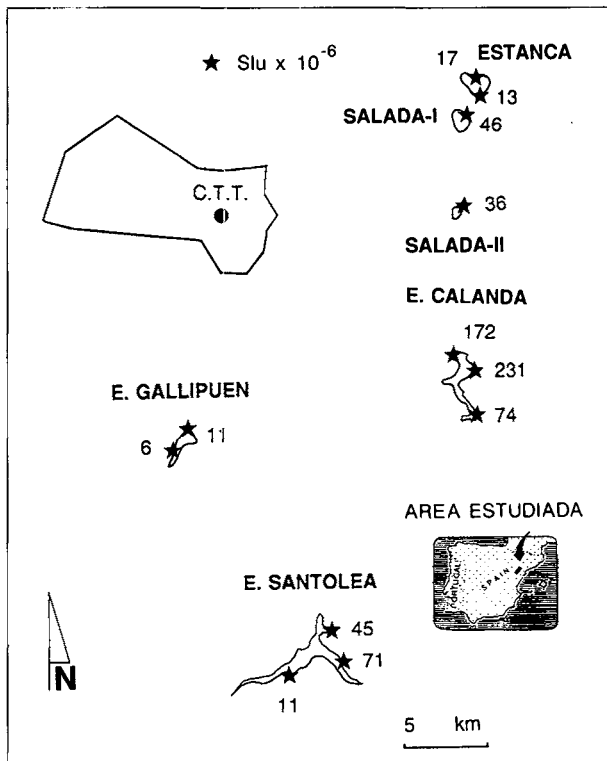 ★ Slu x 10⁻⁶
ESTANCA
17
13
SALADA-I
46
C.T.T.
36
SALADA-II
E. CALANDA
172
231
74
E. GALLIPUEN
11
6
AREA ESTUDIADA
PORTUGAL
SPAIN
E. SANTOLEA
45
71
11
N
5 km